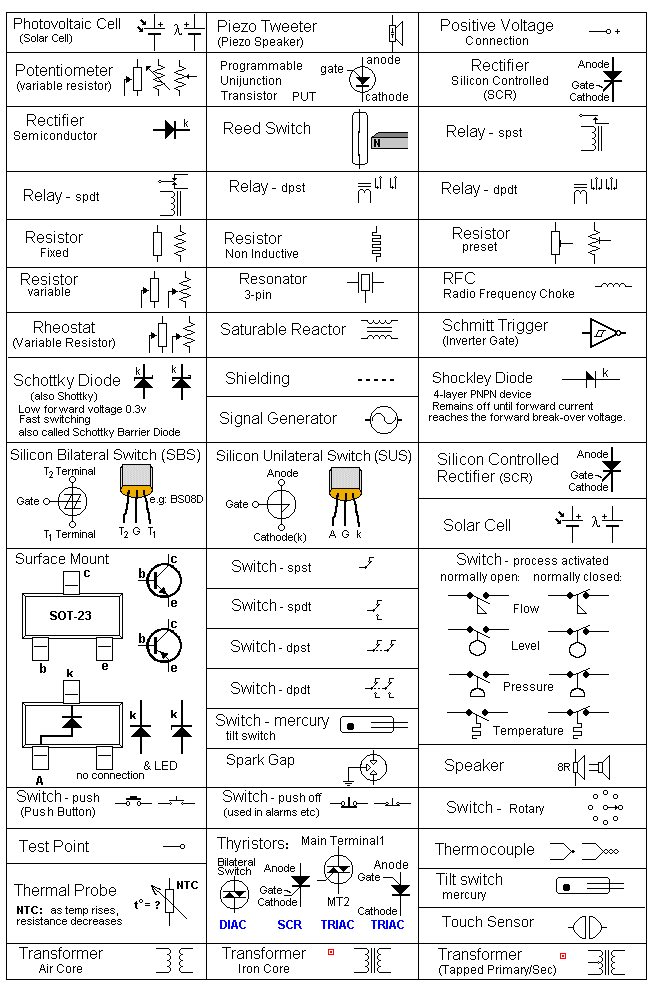 Photovoltaic Cell
(Solar Cell)
+
λ
+
Piezo Tweeter
(Piezo Speaker)
Positive Voltage
Connection
+
Potentiometer
(variable resistor)
Programmable
Unijunction
Transistor PUT
gate
anode
cathode
Rectifier
Silicon Controlled
(SCR)
Anode
Gate
Cathode
Rectifier
Semiconductor
k
Reed Switch
N
Relay - spst
Relay - spdt
Relay - dpst
Relay - dpdt
Resistor
Fixed
Resistor
Non Inductive
Resistor
preset
Resistor
variable
Resonator
3-pin
RFC
Radio Frequency Choke
Rheostat
(Variable Resistor)
Saturable Reactor
Schmitt Trigger
(Inverter Gate)
Schottky Diode
(also Shottky)
Low forward voltage 0.3v
Fast switching
also called Schottky Barrier Diode
k
k
Shielding
Signal Generator
Shockley Diode
4-layer PNPN device
Remains off until forward current
reaches the forward break-over voltage.
k
Silicon Bilateral Switch (SBS)
T2 Terminal
Gate
T1 Terminal
e.g: BS08D
T2 G T1
Silicon Unilateral Switch (SUS)
Anode
Gate
Cathode(k)
A G k
Silicon Controlled
Rectifier (SCR)
Anode
Gate
Cathode
Solar Cell
+
λ
+
Surface Mount
c
SOT-23
b
e
c
b
e
c
b
e
k
A
no connection
k
k
& LED
Switch - spst
Switch - spdt
Switch - dpst
Switch - dpdt
Switch - mercury
tilt switch
Spark Gap
Switch - process activated
normally open: normally closed:
Flow
Level
Pressure
Temperature
Speaker
8R
Switch - push
(Push Button)
Switch - push off
(used in alarms etc)
Switch - Rotary
Test Point
Thermal Probe
NTC: as temp rises,
resistance decreases
t°= ?
NTC
Thyristors:
Bilateral
Switch
DIAC
Anode
Gate
Cathode
SCR
Main Terminal1
MT2
TRIAC
Anode
Gate
Cathode
TRIAC
Thermocouple
Tilt switch
mercury
Touch Sensor
Transformer
Air Core
Transformer
Iron Core
Transformer
(Tapped Primary/Sec)